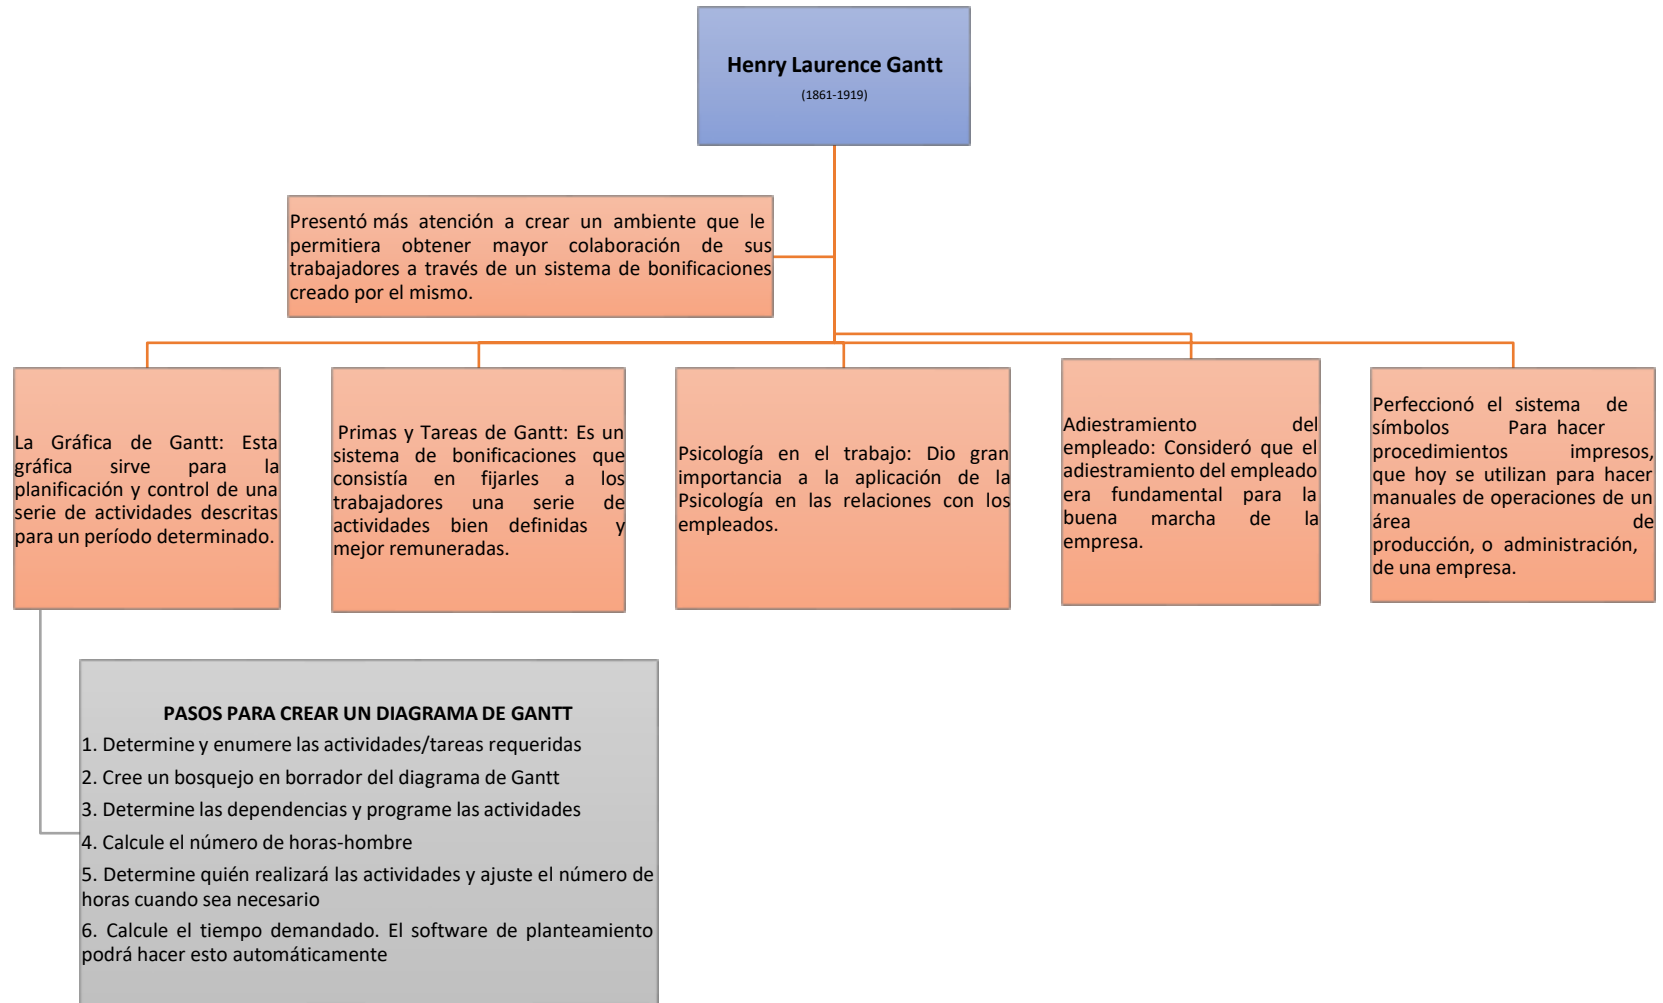 Henry Laurence Gantt
(1861-1919)
Presentó más atención a crear un ambiente que le
permitiera obtener mayor colaboración de sus
trabajadores a través de un sistema de bonificaciones
creado por el mismo.
La Gráfica de Gantt: Esta
gráfica sirve para la
planificación y control de una
serie de actividades descritas
para un período determinado.
Primas y Tareas de Gantt: Es un
sistema de bonificaciones que
consistía en fijarles a los
trabajadores una serie de
actividades bien definidas y
mejor remuneradas.
Psicología en el trabajo: Dio gran
importancia a la aplicación de la
Psicología en las relaciones con los
empleados.
Adiestramiento del
empleado: Consideró que el
adiestramiento del empleado
era fundamental para la
buena marcha de la
empresa.
Perfeccionó el sistema de
símbolos Para hacer
procedimientos impresos,
que hoy se utilizan para hacer
manuales de operaciones de un
área de
producción, o administración,
de una empresa.
PASOS PARA CREAR UN DIAGRAMA DE GANTT
1. Determine y enumere las actividades/tareas requeridas
2. Cree un bosquejo en borrador del diagrama de Gantt
3. Determine las dependencias y programe las actividades
4. Calcule el número de horas-hombre
5. Determine quién realizará las actividades y ajuste el número de
horas cuando sea necesario
6. Calcule el tiempo demandado. El software de planteamiento
podrá hacer esto automáticamente